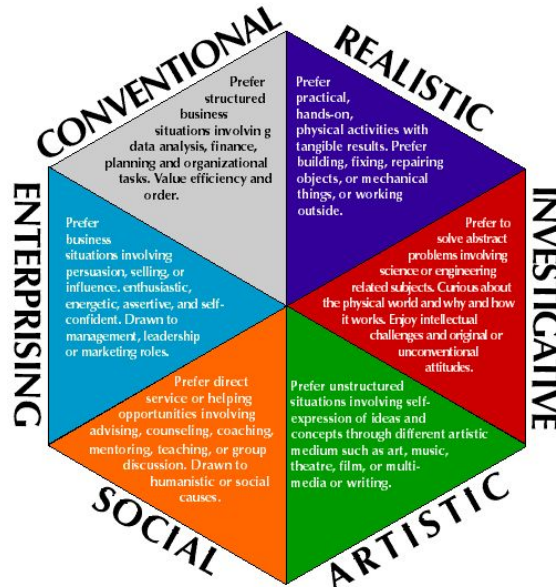 CONVENTIONAL
Prefer
structured
business
situations involvin g
data analysis, finance,
planning and organizational
tasks. Value efficiency and
order.
REALISTIC
Prefer
practical,
hands-on,
physical activities with
tangible results. Prefer
building, fixing, repairing
objects, or mechanical
things, or working
outside.
ENTERPRISING
Prefer
business
situations involving
persuasion, selling, or
influence. enthusiastic,
energetic, assertive, and self-
confident. Drawn to
management, leadership
or marketing roles.
INVESTIGATIVE
Prefer to
solve abstract
problems involving
science or engineering
related subjects. Curious about
the physical world and why and how
it works. Enjoy intellectual
challenges and original or
unconventional
attitudes.
SOCIAL
Prefer direct
service or helping
opportunities involving
advising, counseling, coaching,
mentoring, teaching, or group
discussion. Drawn to
humanistic or social
causes.
ARTISTIC
Prefer unstructured
situations involving self-
expression of ideas and
concepts through different artistic
medium such as art, music,
theatre, film, or multi-
media or writing.